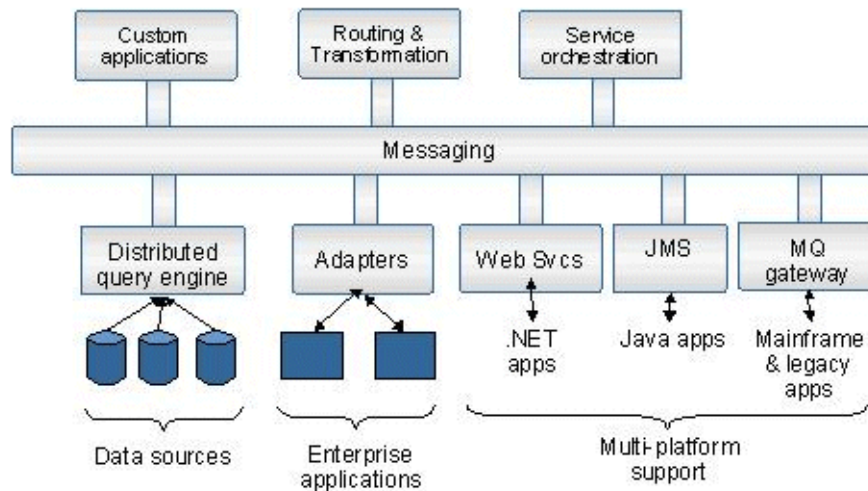 Custom
applications
Routing &
Transformation
Service
orchestration
Messaging
Distributed
query engine
Adapters
Web Svcs
JMS
MQ
gateway
.NET
apps
Java apps
Mainframe
& legacy
apps
Data sources
Enterprise
applications
Multi-platform
support